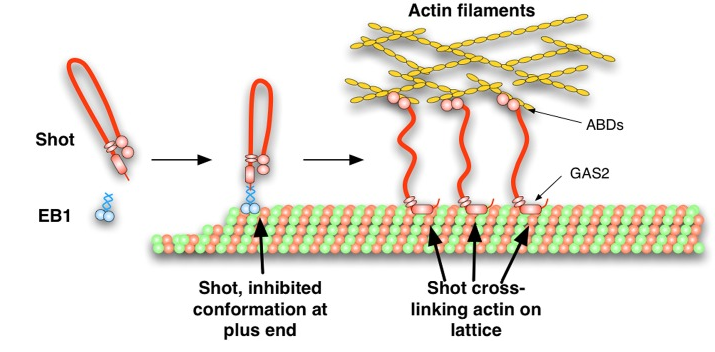 Actin filaments
Shot
ABDs
GAS2
EB1
Shot, inhibited
conformation at
plus end
Shot cross-
linking actin on
lattice